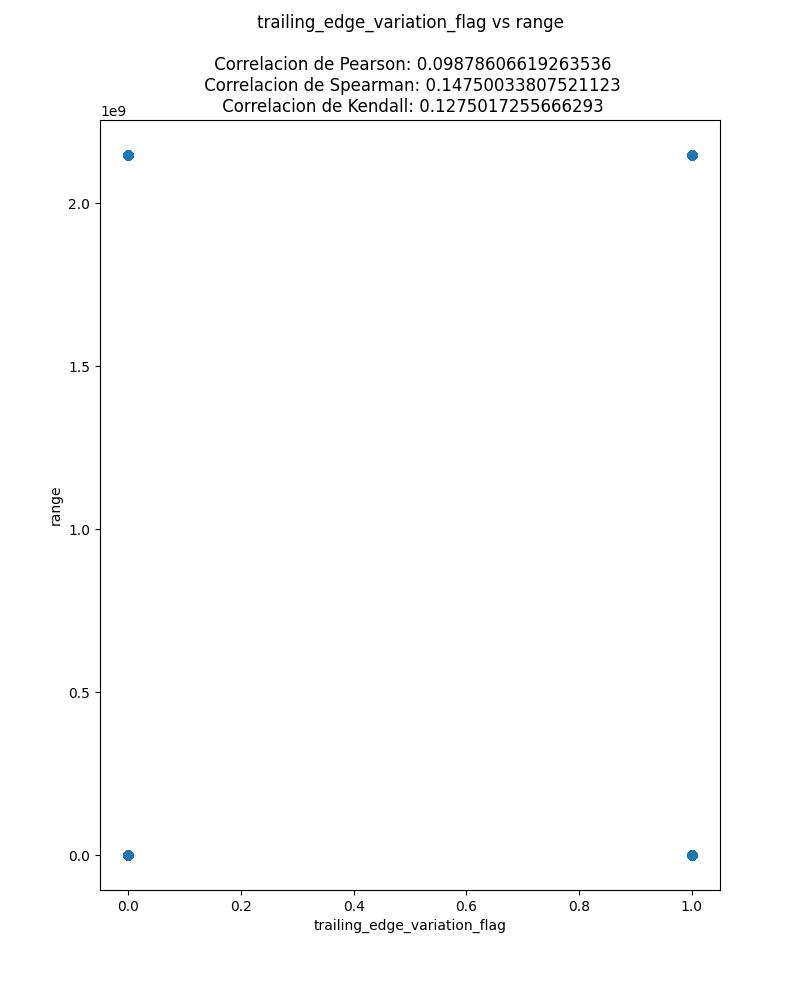 trailing_edge_variation_flag vs range
Correlacion de Pearson: 0.09878606619263536
Correlacion de Spearman: 0.14750033807521123
Correlacion de Kendall: 0.1275017255666293
1e9
2.0
1.5
range
1.0
0.5
0.0
0.0 0.2 0.4 0.6 0.8 1.0
trailing_edge_variation_flag